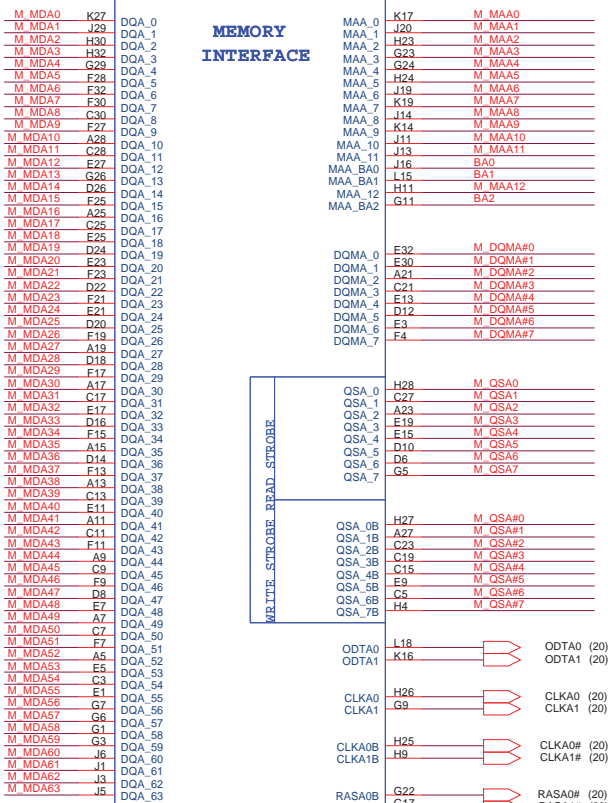 MEMORY
INTERFACE
M_MDA0 K27 DQA_0
M_MDA1 J29 DQA_1
M_MDA2 H30 DQA_2
M_MDA3 H32 DQA_3
M_MDA4 G29 DQA_4
M_MDA5 F28 DQA_5
M_MDA6 F32 DQA_6
M_MDA7 F30 DQA_7
M_MDA8 C30 DQA_8
M_MDA9 F27 DQA_9
M_MDA10 A28 DQA_10
M_MDA11 C28 DQA_11
M_MDA12 E27 DQA_12
M_MDA13 G26 DQA_13
M_MDA14 D26 DQA_14
M_MDA15 F25 DQA_15
M_MDA16 A25 DQA_16
M_MDA17 C25 DQA_17
M_MDA18 E25 DQA_18
M_MDA19 D24 DQA_19
M_MDA20 E23 DQA_20
M_MDA21 F23 DQA_21
M_MDA22 D22 DQA_22
M_MDA23 F21 DQA_23
M_MDA24 E21 DQA_24
M_MDA25 D20 DQA_25
M_MDA26 F19 DQA_26
M_MDA27 A19 DQA_27
M_MDA28 D18 DQA_28
M_MDA29 F17 DQA_29
M_MDA30 A17 DQA_30
M_MDA31 C17 DQA_31
M_MDA32 E17 DQA_32
M_MDA33 D16 DQA_33
M_MDA34 F15 DQA_34
M_MDA35 A15 DQA_35
M_MDA36 D14 DQA_36
M_MDA37 F13 DQA_37
M_MDA38 A13 DQA_38
M_MDA39 C13 DQA_39
M_MDA40 E11 DQA_40
M_MDA41 A11 DQA_41
M_MDA42 C11 DQA_42
M_MDA43 F11 DQA_43
M_MDA44 A9 DQA_44
M_MDA45 C9 DQA_45
M_MDA46 F9 DQA_46
M_MDA47 D8 DQA_47
M_MDA48 E7 DQA_48
M_MDA49 A7 DQA_49
M_MDA50 C7 DQA_50
M_MDA51 F7 DQA_51
M_MDA52 A5 DQA_52
M_MDA53 E5 DQA_53
M_MDA54 C3 DQA_54
M_MDA55 E1 DQA_55
M_MDA56 G7 DQA_56
M_MDA57 G6 DQA_57
M_MDA58 G1 DQA_58
M_MDA59 G3 DQA_59
M_MDA60 J6 DQA_60
M_MDA61 J1 DQA_61
M_MDA62 J3 DQA_62
M_MDA63 J5 DQA_63
MAA_0 K17 M_MAA0
MAA_1 J20 M_MAA1
MAA_2 H23 M_MAA2
MAA_3 G23 M_MAA3
MAA_4 G24 M_MAA4
MAA_5 H24 M_MAA5
MAA_6 J19 M_MAA6
MAA_7 K19 M_MAA7
MAA_8 J14 M_MAA8
MAA_9 K14 M_MAA9
MAA_10 J11 M_MAA10
MAA_11 J13 M_MAA11
MAA_BA0 J16 BA0
MAA_BA1 L15 BA1
MAA_12 H11 M_MAA12
MAA_BA2 G11 BA2
DQMA_0 E32 M_DQMA#0
DQMA_1 E30 M_DQMA#1
DQMA_2 A21 M_DQMA#2
DQMA_3 C21 M_DQMA#3
DQMA_4 E13 M_DQMA#4
DQMA_5 D12 M_DQMA#5
DQMA_6 E3 M_DQMA#6
DQMA_7 F4 M_DQMA#7
WRITE STROBE READ STROBE
QSA_0 H28 M_QSA0
QSA_1 C27 M_QSA1
QSA_2 A23 M_QSA2
QSA_3 E19 M_QSA3
QSA_4 E15 M_QSA4
QSA_5 D10 M_QSA5
QSA_6 D6 M_QSA6
QSA_7 G5 M_QSA7
QSA_0B H27 M_QSA#0
QSA_1B A27 M_QSA#1
QSA_2B C23 M_QSA#2
QSA_3B C19 M_QSA#3
QSA_4B C15 M_QSA#4
QSA_5B E9 M_QSA#5
QSA_6B C5 M_QSA#6
QSA_7B H4 M_QSA#7
ODTA0 L18 ODTA0 (20)
ODTA1 K16 ODTA1 (20)
CLKA0 H26 CLKA0 (20)
CLKA1 G9 CLKA1 (20)
CLKA0B H25 CLKA0# (20)
CLKA1B H9 CLKA1# (20)
RASA0B G22 RASA0# (20)